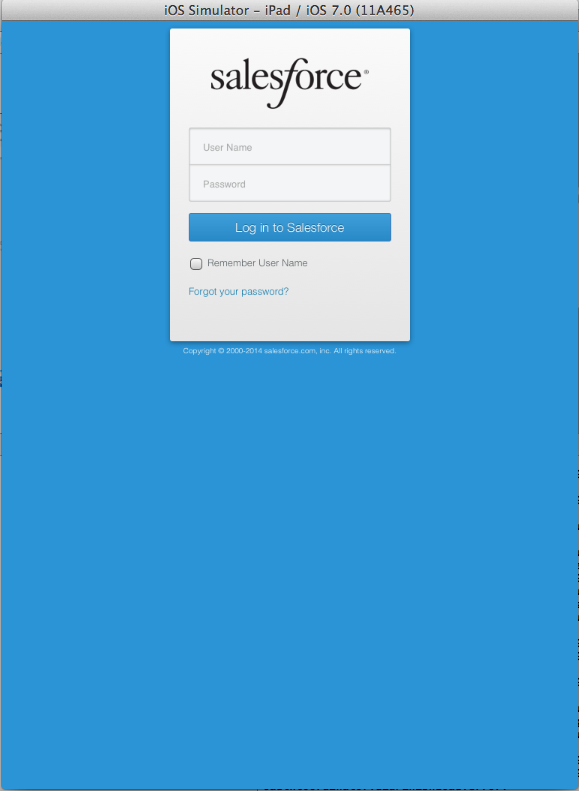 iOS Simulator - iPad / iOS 7.0 (11A465)
salesforce®
User Name
Password
Log in to Salesforce
Remember User Name
Forgot your password?
Copyright © 2000-2014 salesforce.com, inc. All rights reserved.